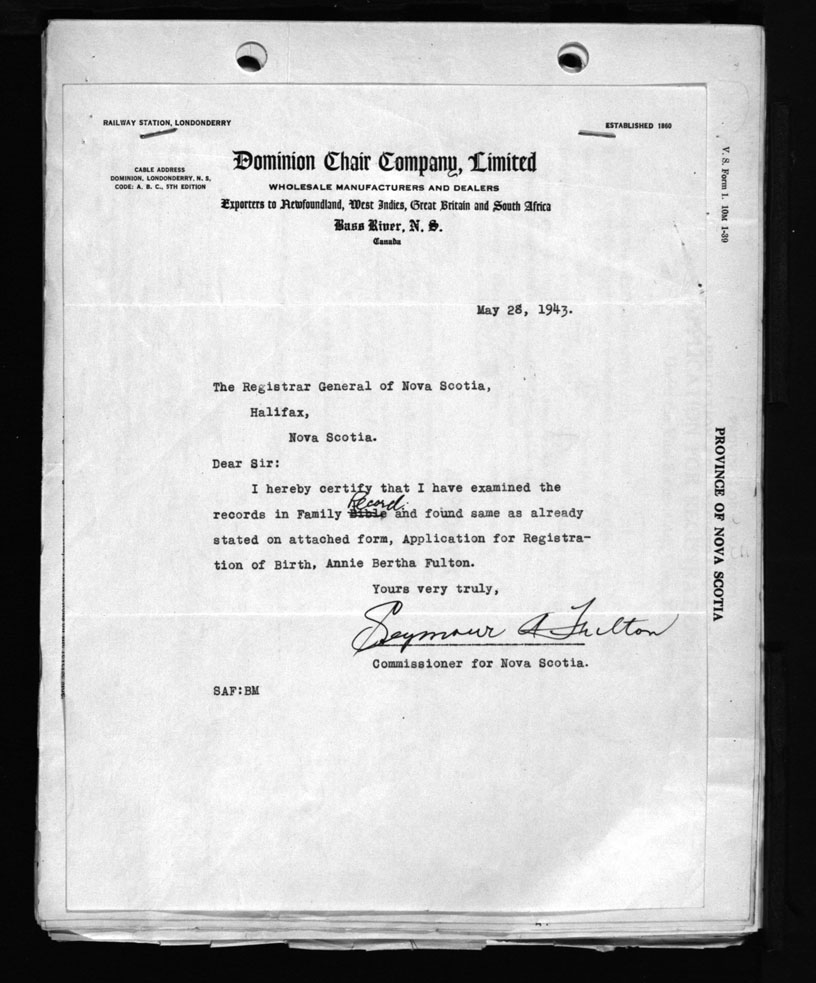 RAILWAY STATION, LONDONDERRY
ESTABLISHED 1860
CABLE ADDRESS
DOMINION, LONDONDERRY, N. S.
CODE: A. B. C., 5TH EDITION
Dominion Chair Company, Limited
WHOLESALE MANUFACTURERS AND DEALERS
Exporters to Newfoundland, West Indies, Great Britain and South Africa
Bass River, N. S.
Canada
May 28, 1943.
The Registrar General of Nova Scotia,
Halifax,
Nova Scotia.
Dear Sir:
I hereby certify that I have examined the
Record.
records in Family Bible and found same as already
stated on attached form, Application for Registra-
tion of Birth, Annie Bertha Fulton.
Yours very truly,
Seymour A Fulton
Commissioner for Nova Scotia.
SAF:BM
V. S. Form 1. 10M 1-39
PROVINCE OF NOVA SCOTIA